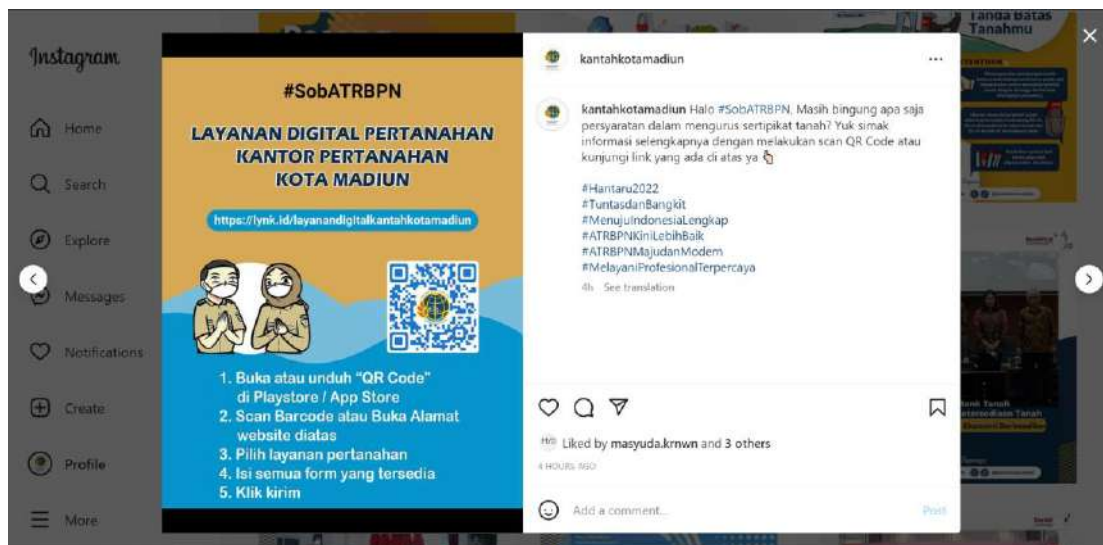 Instagram
Home
Search
Explore
Messages
Notifications
Create
Profile
More
#SobATRBPN
LAYANAN DIGITAL PERTANAHAN
KANTOR PERTANAHAN
KOTA MADIUN
https://lynk.id/layanandigitalkantahkotamadiun
1. Buka atau unduh "QR Code"
di Playstore / App Store
2. Scan Barcode atau Buka Alamat
website diatas
3. Pilih layanan pertanahan
4. Isi semua form yang tersedia
5. Klik kirim
kantahkotamadiun
kantahkotamadiun Halo #SobATRBPN, Masih bingung apa saja
persyaratan dalam mengurus sertipikat tanah? Yuk simak
informasi selengkapnya dengan melakukan scan QR Code atau
kunjungi link yang ada di atas ya
#Hantaru2022
#TuntasdanBangkit
#MenujuIndonesiaLengkap
#ATRBPNKiniLebihBaik
#ATRBPNMajudanModern
#MelayaniProfesionalTerpercaya
4h See translation
Liked by masyuda.krnwn and 3 others
4 HOURS AGO
Add a comment...
Post
Tanda Batas
Tanahmu
Bank Tanah